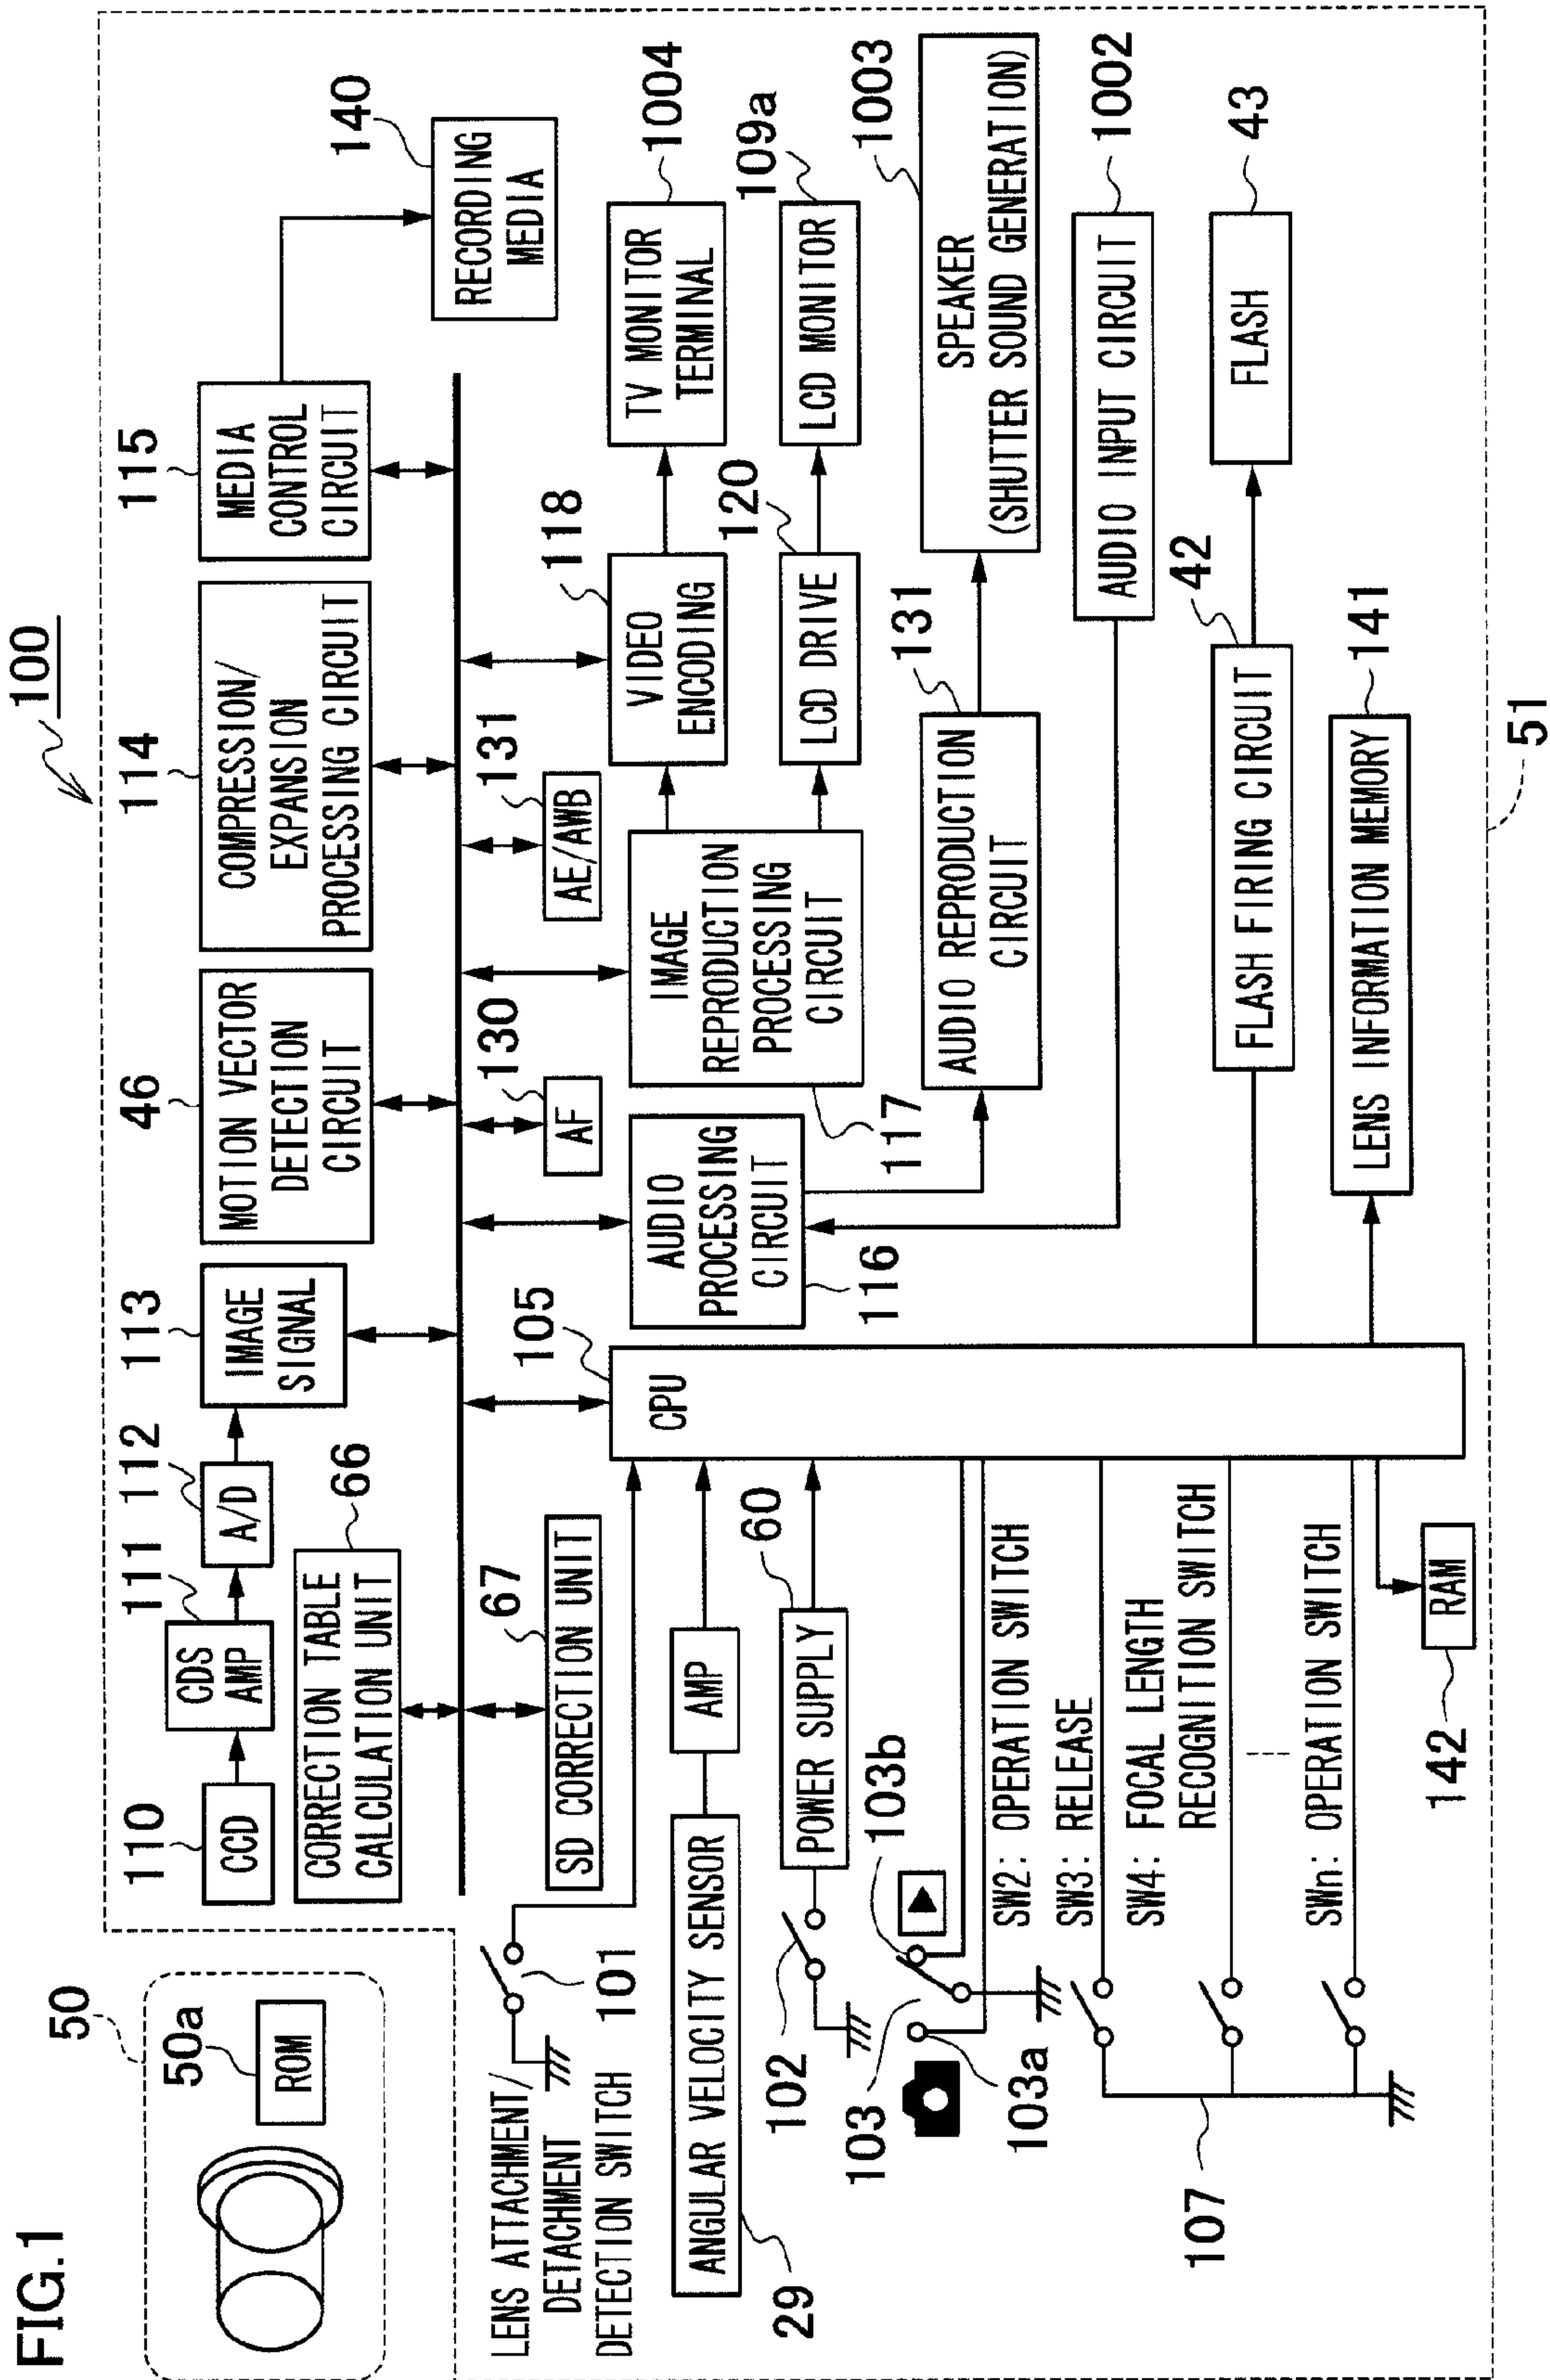 FIG.1
100
50
50a
ROM
110
CCD
111
CDS
AMP
112
A/D
113
IMAGE
SIGNAL
46
MOTION VECTOR
DETECTION
CIRCUIT
114
COMPRESSION/
EXPANSION
PROCESSING CIRCUIT
115
MEDIA
CONTROL
CIRCUIT
140
RECORDING
MEDIA
66
CORRECTION TABLE
CALCULATION UNIT
67
SD CORRECTION UNIT
130
AF
131
AE/AWB
118
VIDEO
ENCODING
1004
TV MONITOR
TERMINAL
LENS ATTACHMENT/
DETACHMENT
DETECTION SWITCH
101
105
CPU
AUDIO
PROCESSING
CIRCUIT
116
IMAGE
REPRODUCTION
PROCESSING
CIRCUIT
117
120
LCD DRIVE
109a
LCD MONITOR
29
ANGULAR VELOCITY SENSOR
AMP
102
60
POWER SUPPLY
131
AUDIO REPRODUCTION
CIRCUIT
1003
SPEAKER
(SHUTTER SOUND GENERATION)
103
103b
103a
1002
AUDIO INPUT CIRCUIT
SW2: OPERATION SWITCH
SW3: RELEASE
SW4: FOCAL LENGTH
RECOGNITION SWITCH
SWn: OPERATION SWITCH
107
42
FLASH FIRING CIRCUIT
43
FLASH
141
LENS INFORMATION MEMORY
142
RAM
51